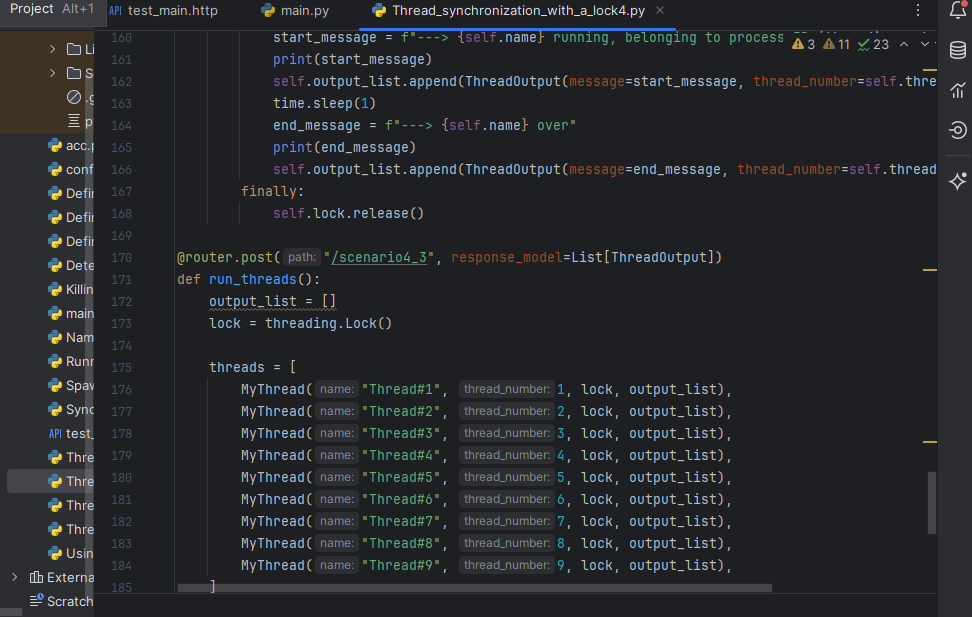 Project Alt+1
API test_main.http
main.py
Thread_synchronization_with_a_lock4.py
3 11 23
Li
S
.g
p
acc.p
conf
Defin
Defin
Defin
Dete
Killin
main
Nam
Runn
Spaw
Sync
API test_
Thre
Thre
Thre
Thre
Usin
Externa
Scratch
160 start_message = f"---> {self.name} running, belonging to process
161 print(start_message)
162 self.output_list.append(ThreadOutput(message=start_message, thread_number=self.thre
163 time.sleep(1)
164 end_message = f"---> {self.name} over"
165 print(end_message)
166 self.output_list.append(ThreadOutput(message=end_message, thread_number=self.thread
167 finally:
168 self.lock.release()
169
170 @router.post( path: "/scenario4_3", response_model=List[ThreadOutput])
171 def run_threads():
172 output_list = []
173 lock = threading.Lock()
174
175 threads = [
176 MyThread( name: "Thread#1", thread_number: 1, lock, output_list),
177 MyThread( name: "Thread#2", thread_number: 2, lock, output_list),
178 MyThread( name: "Thread#3", thread_number: 3, lock, output_list),
179 MyThread( name: "Thread#4", thread_number: 4, lock, output_list),
180 MyThread( name: "Thread#5", thread_number: 5, lock, output_list),
181 MyThread( name: "Thread#6", thread_number: 6, lock, output_list),
182 MyThread( name: "Thread#7", thread_number: 7, lock, output_list),
183 MyThread( name: "Thread#8", thread_number: 8, lock, output_list),
184 MyThread( name: "Thread#9", thread_number: 9, lock, output_list),
185 ]